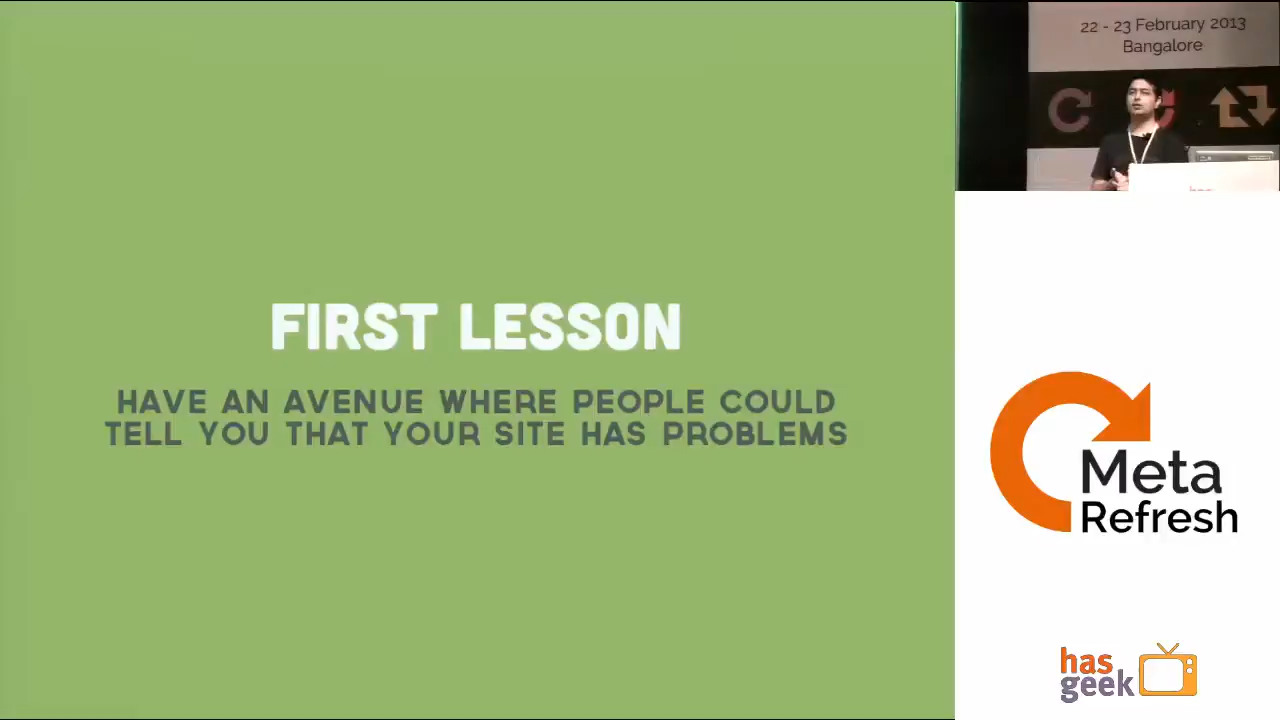 FIRST LESSON
HAVE AN AVENUE WHERE PEOPLE COULD
TELL YOU THAT YOUR SITE HAS PROBLEMS
22 - 23 February 2013
Bangalore
Meta
Refresh
has
geek